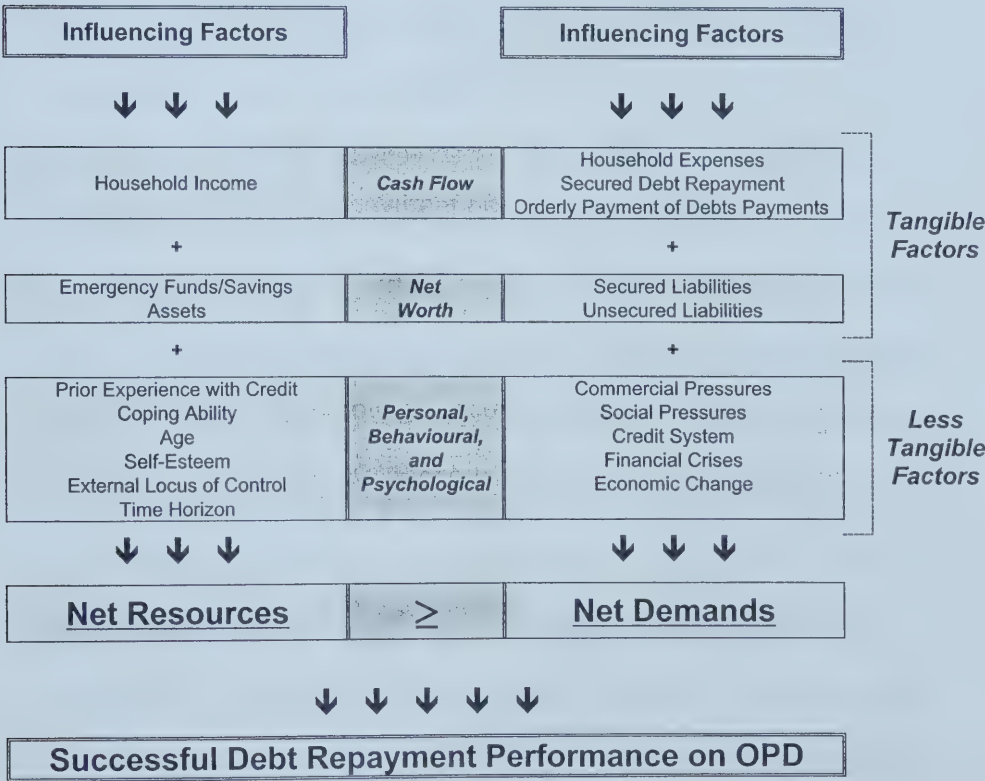 Influencing Factors
Influencing Factors
Household Income
Cash Flow
Household Expenses
Secured Debt Repayment
Orderly Payment of Debts Payments
Tangible
Factors
+
+
Emergency Funds/Savings
Assets
Net
Worth
Secured Liabilities
Unsecured Liabilities
+
+
Prior Experience with Credit
Coping Ability
Age
Self-Esteem
External Locus of Control
Time Horizon
Personal,
Behavioural,
and
Psychological
Commercial Pressures
Social Pressures
Credit System
Financial Crises
Economic Change
Less
Tangible
Factors
Net Resources
≥
Net Demands
Successful Debt Repayment Performance on OPD